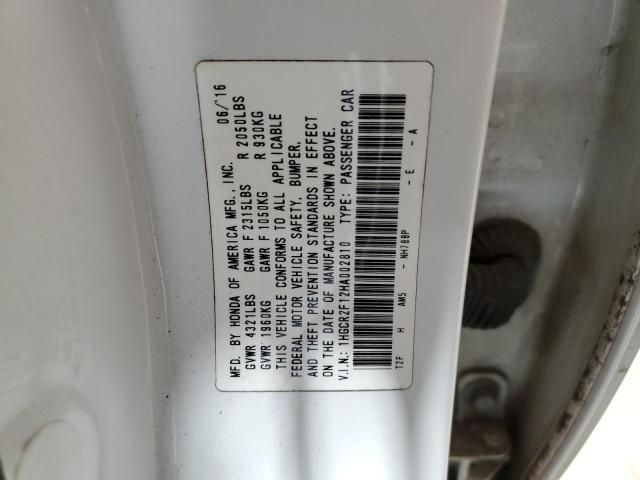 MFD. BY HONDA OF AMERICA MFG., INC. 06/'16
GVWR 4321LBS GAWR F 2315LBS R 2050LBS
GVWR 1960KG GAWR F 1050KG R 930KG
THIS VEHICLE CONFORMS TO ALL APPLICABLE
FEDERAL MOTOR VEHICLE SAFETY, BUMPER,
AND THEFT PREVENTION STANDARDS IN EFFECT
ON THE DATE OF MANUFACTURE SHOWN ABOVE.
V.I.N.: 1HGCR2F12HA002810 TYPE: PASSENGER CAR
T2F H AM5 - NH788P - E - A